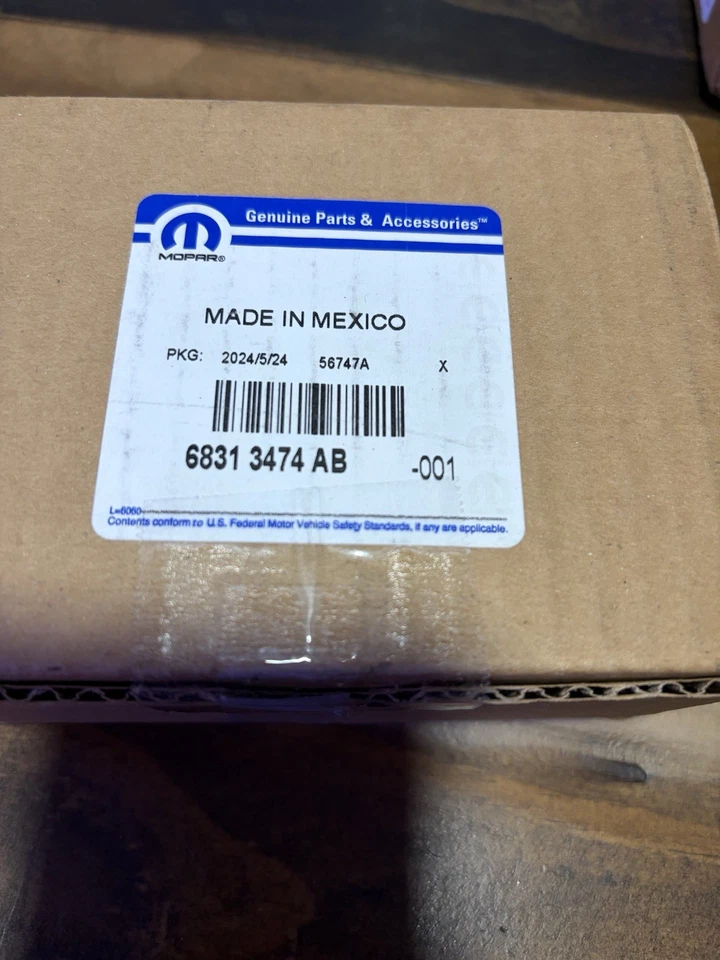 Genuine Parts & Accessories™
MOPAR®
MADE IN MEXICO
PKG: 2024/5/24 56747A X
6831 3474 AB -001
L=6060
Contents conform to U.S. Federal Motor Vehicle Safety Standards, if any are applicable.